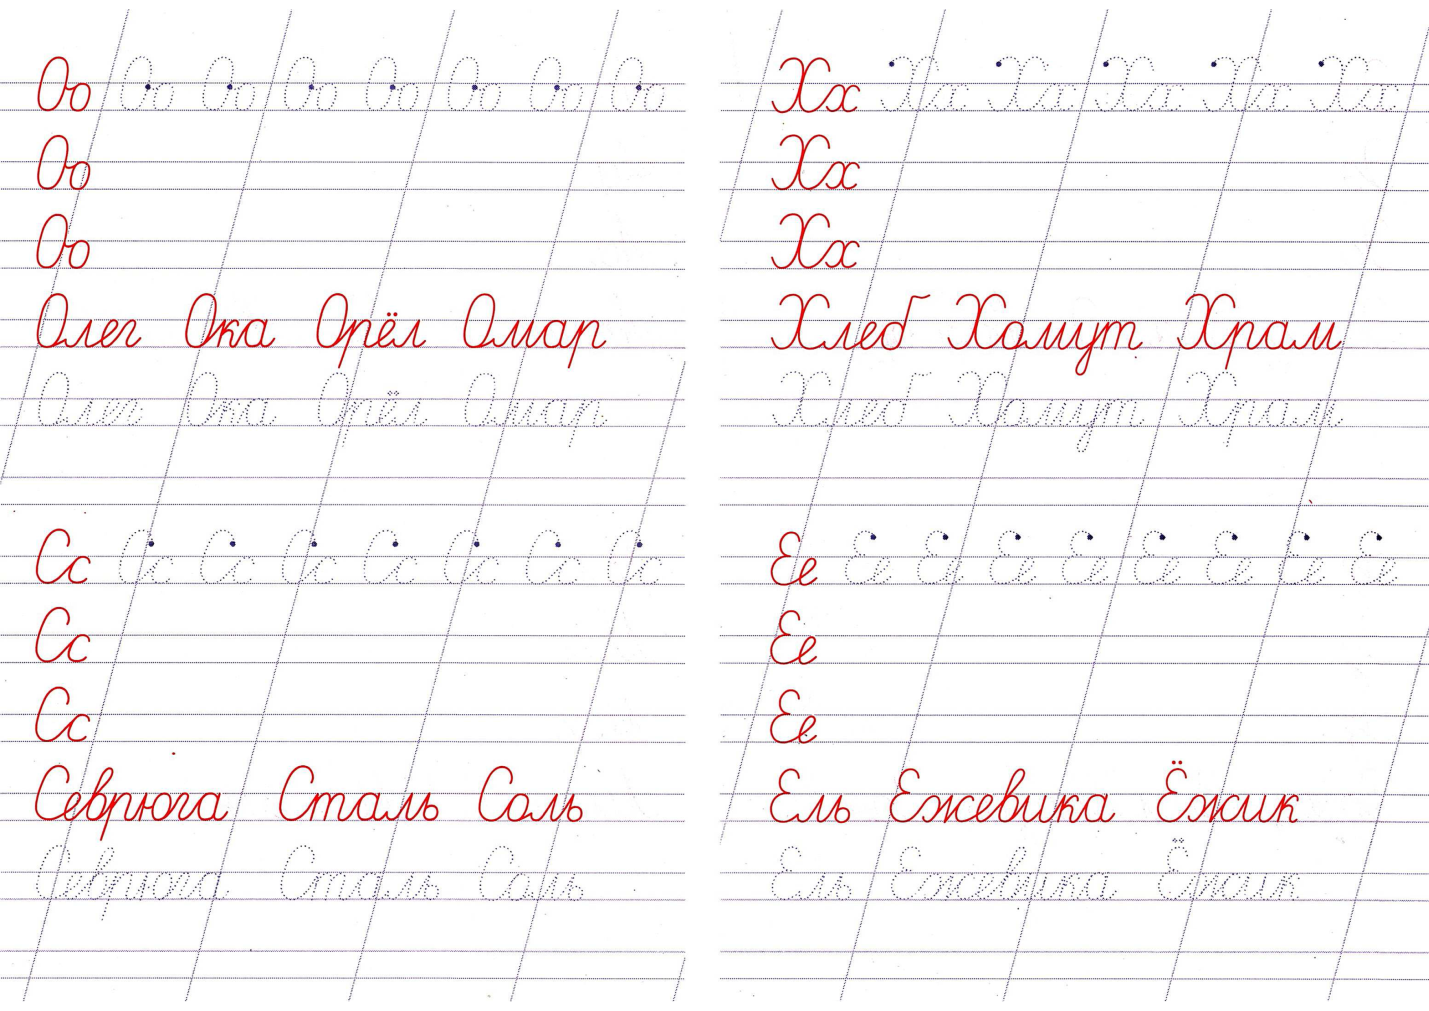 Оо Оо Оо Оо Оо Оо Оо Оо
Оо
Оо
Олег Ока Орёл Омар
Олег Ока Орёл Омар
Сс Сс Сс Сс Сс Сс Сс Сс
Сс
Сс
Севрюга Сталь Соль
Севрюга Сталь Соль
Хх Хх Хх Хх Хх Хх
Хх
Хх
Хлеб Хомут Храм
Хлеб Хомут Храм
Ее Ее Ее Ее Ее Ее Ее Ее Ее
Ее
Ее
Ель Ежевика Ёжик
Ель Ежевика Ёжик